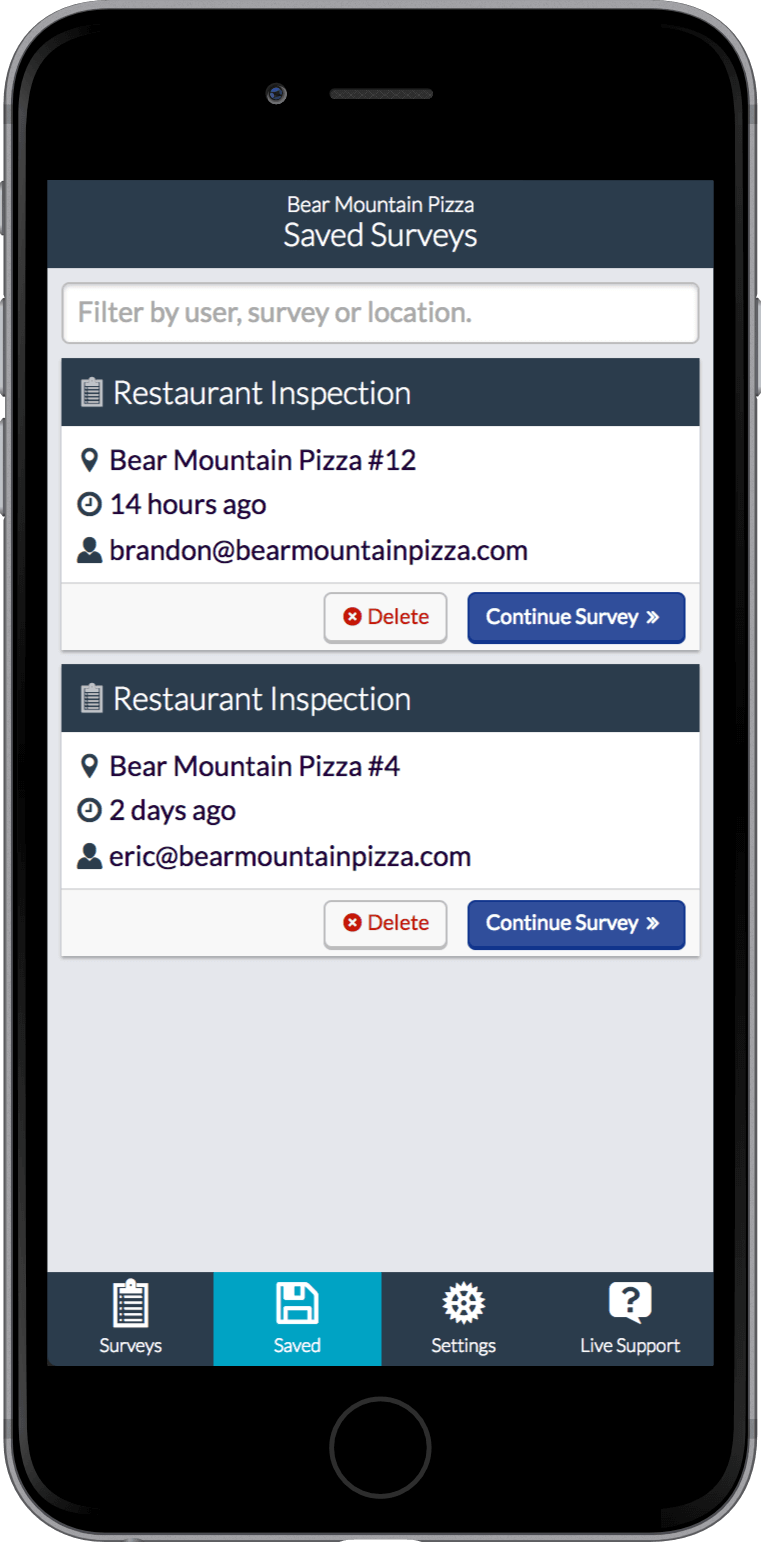 Bear Mountain Pizza
Saved Surveys
Filter by user, survey or location.
Restaurant Inspection
Bear Mountain Pizza #12
14 hours ago
brandon@bearmountainpizza.com
Delete Continue Survey »
Restaurant Inspection
Bear Mountain Pizza #4
2 days ago
eric@bearmountainpizza.com
Delete Continue Survey »
Surveys Saved Settings Live Support